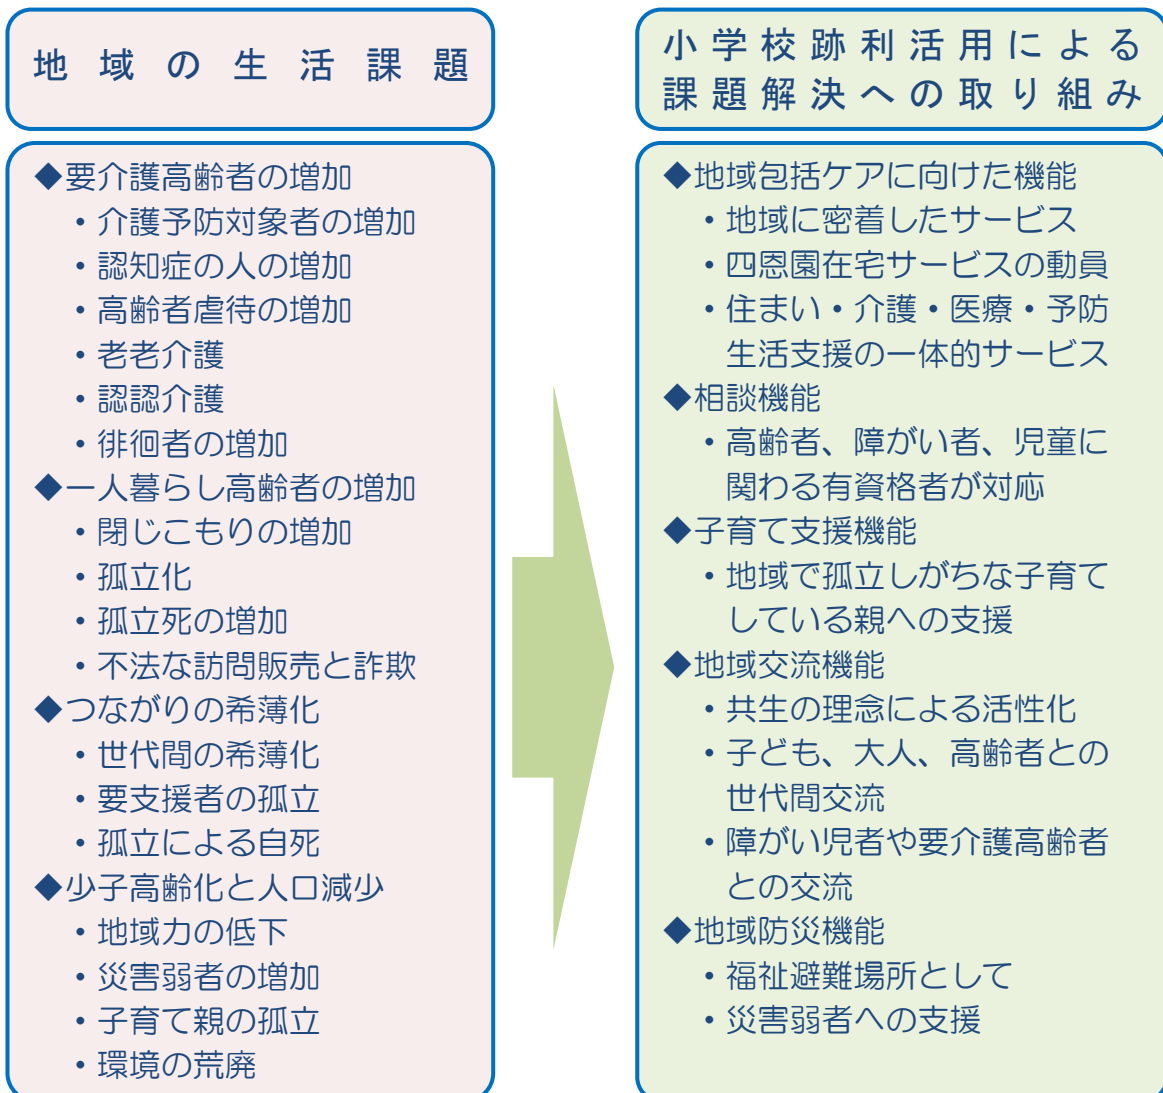 地域の生活課題
◆要介護高齢者の増加
・介護予防対象者の増加
・認知症の人の増加
・高齢者虐待の増加
・老老介護
・認認介護
・徘徊者の増加
◆一人暮らし高齢者の増加
・閉じこもりの増加
・孤立化
・孤立死の増加
・不法な訪問販売と詐欺
◆つながりの希薄化
・世代間の希薄化
・要支援者の孤立
・孤立による自死
◆少子高齢化と人口減少
・地域力の低下
・災害弱者の増加
・子育て親の孤立
・環境の荒廃
小学校跡利活用による
課題解決への取り組み
◆地域包括ケアに向けた機能
・地域に密着したサービス
・四恩園在宅サービスの動員
・住まい・介護・医療・予防
生活支援の一体的サービス
◆相談機能
・高齢者、障がい者、児童に
関わる有資格者が対応
◆子育て支援機能
・地域で孤立しがちな子育て
している親への支援
◆地域交流機能
・共生の理念による活性化
・子ども、大人、高齢者との
世代間交流
・障がい児者や要介護高齢者
との交流
◆地域防災機能
・福祉避難場所として
・災害弱者への支援